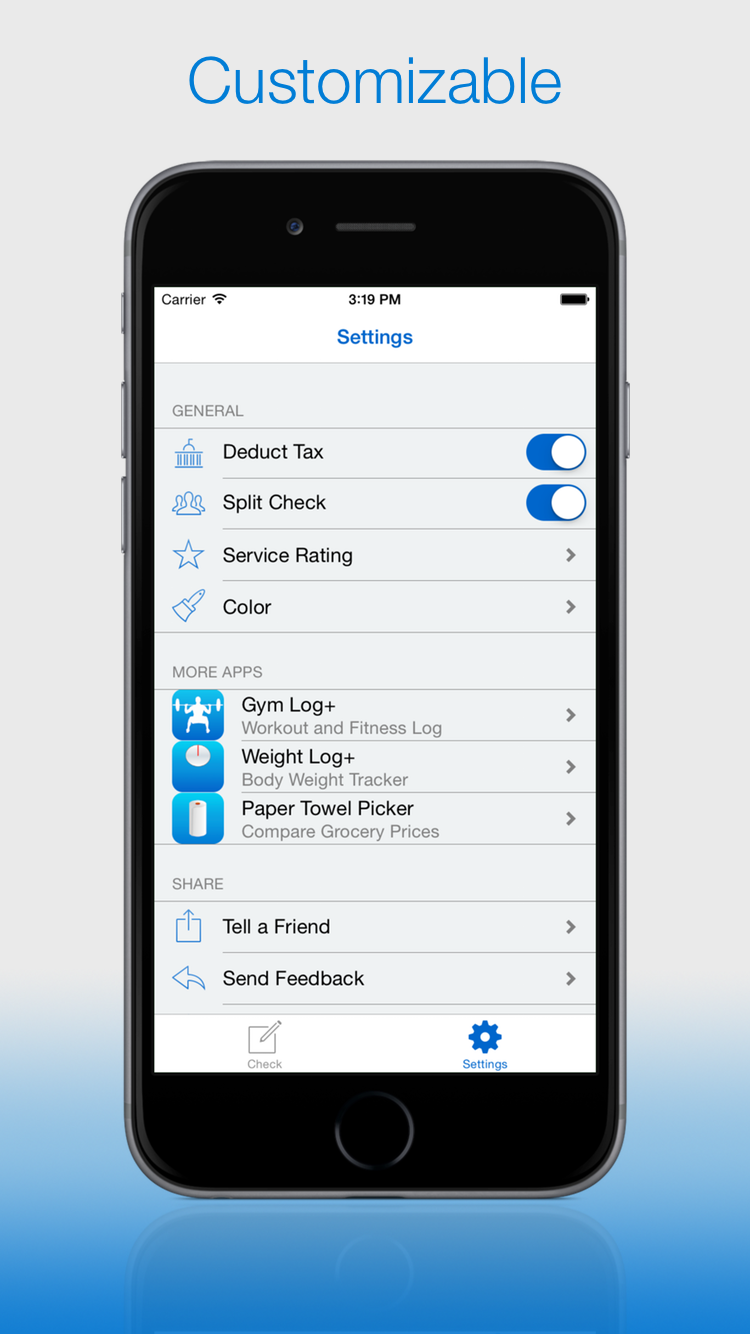 Customizable
Carrier 3:19 PM
Settings
GENERAL
Deduct Tax
Split Check
Service Rating
Color
MORE APPS
Gym Log+
Workout and Fitness Log
Weight Log+
Body Weight Tracker
Paper Towel Picker
Compare Grocery Prices
SHARE
Tell a Friend
Send Feedback
Check Settings